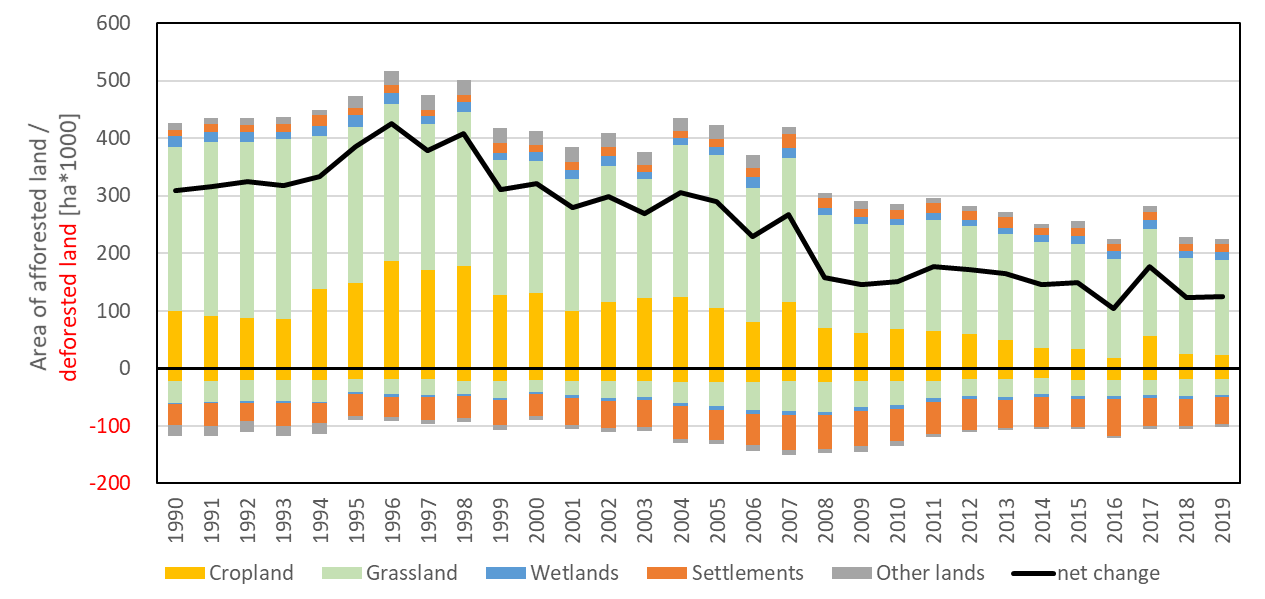 Area of afforested land /
deforested land [ha*1000]
600
500
400
300
200
100
0
-100
-200
1990 1991 1992 1993 1994 1995 1996 1997 1998 1999 2000 2001 2002 2003 2004 2005 2006 2007 2008 2009 2010 2011 2012 2013 2014 2015 2016 2017 2018 2019
Cropland Grassland Wetlands Settlements Other lands net change